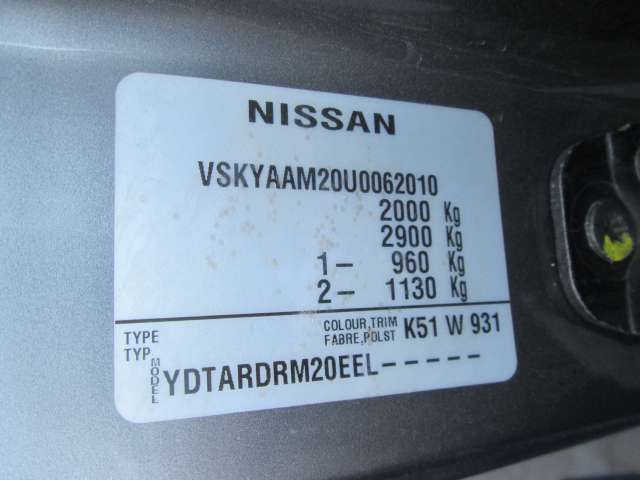 NISSAN
VSKYAAM20U0062010
2000 Kg
2900 Kg
1- 960 Kg
2- 1130 Kg
TYPE COLOUR,TRIM K51 W 931
TYP FABRE,POLST
MODEL YDTARDRM20EEL-----